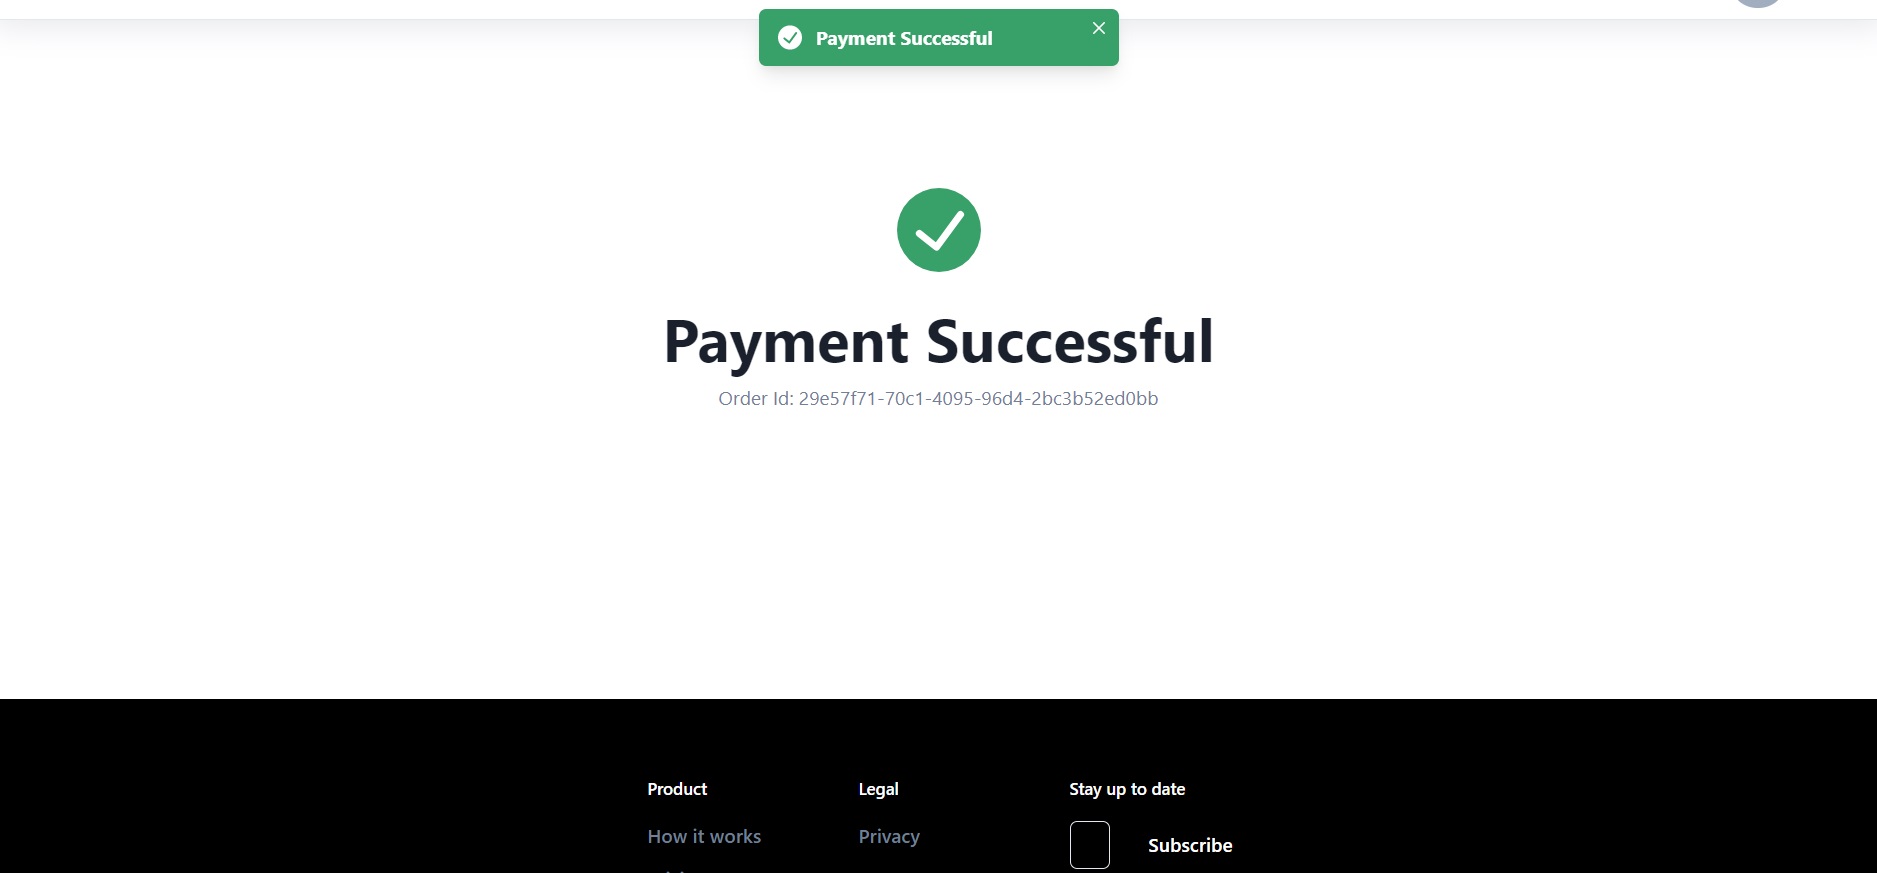 Payment Successful
Payment Successful
Order Id: 29e57f71-70c1-4095-96d4-2bc3b52ed0bb
Product
How it works
Legal
Privacy
Stay up to date
Subscribe